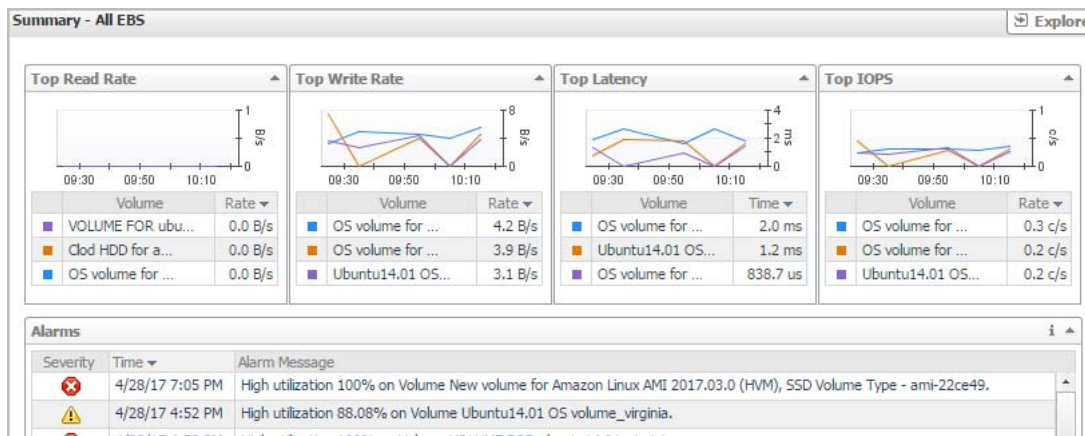 Summary - All EBS
Explore
Top Read Rate
Top Write Rate
Top Latency
Top IOPS
1
B/s
0
09:30 09:50 10:10
8
B/s
0
09:30 09:50 10:10
4
2
ms
0
09:30 09:50 10:10
1
c/s
0
09:30 09:50 10:10
Volume Rate
VOLUME FOR ubu... 0.0 B/s
Clod HDD for a... 0.0 B/s
OS volume for ... 0.0 B/s
Volume Rate
OS volume for ... 4.2 B/s
OS volume for ... 3.9 B/s
Ubuntu14.01 OS... 3.1 B/s
Volume Time
OS volume for ... 2.0 ms
Ubuntu14.01 OS... 1.2 ms
OS volume for ... 838.7 us
Volume Rate
OS volume for ... 0.3 c/s
OS volume for ... 0.2 c/s
Ubuntu14.01 OS... 0.2 c/s
Alarms
Severity Time Alarm Message
4/28/17 7:05 PM High utilization 100% on Volume New volume for Amazon Linux AMI 2017.03.0 (HVM), SSD Volume Type - ami-22ce49.
4/28/17 4:52 PM High utilization 88.08% on Volume Ubuntu14.01 OS volume_virginia.